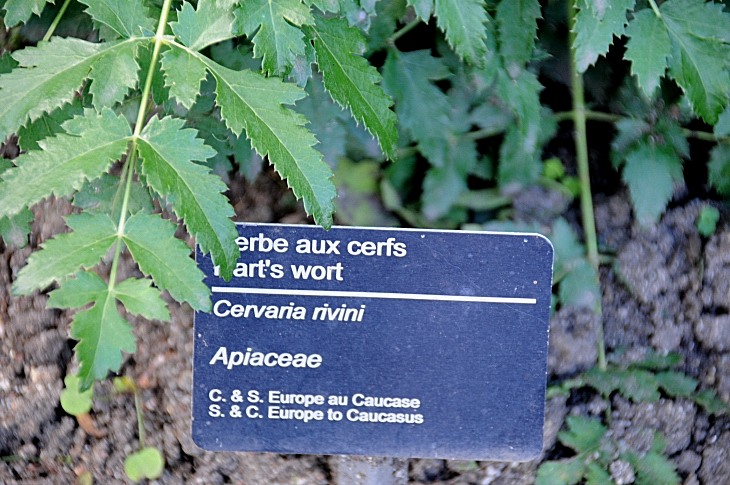 erbe aux cerfs
art's wort
Cervaria rivini
Apiaceae
C. & S. Europe au Caucase
S. & C. Europe to Caucasus